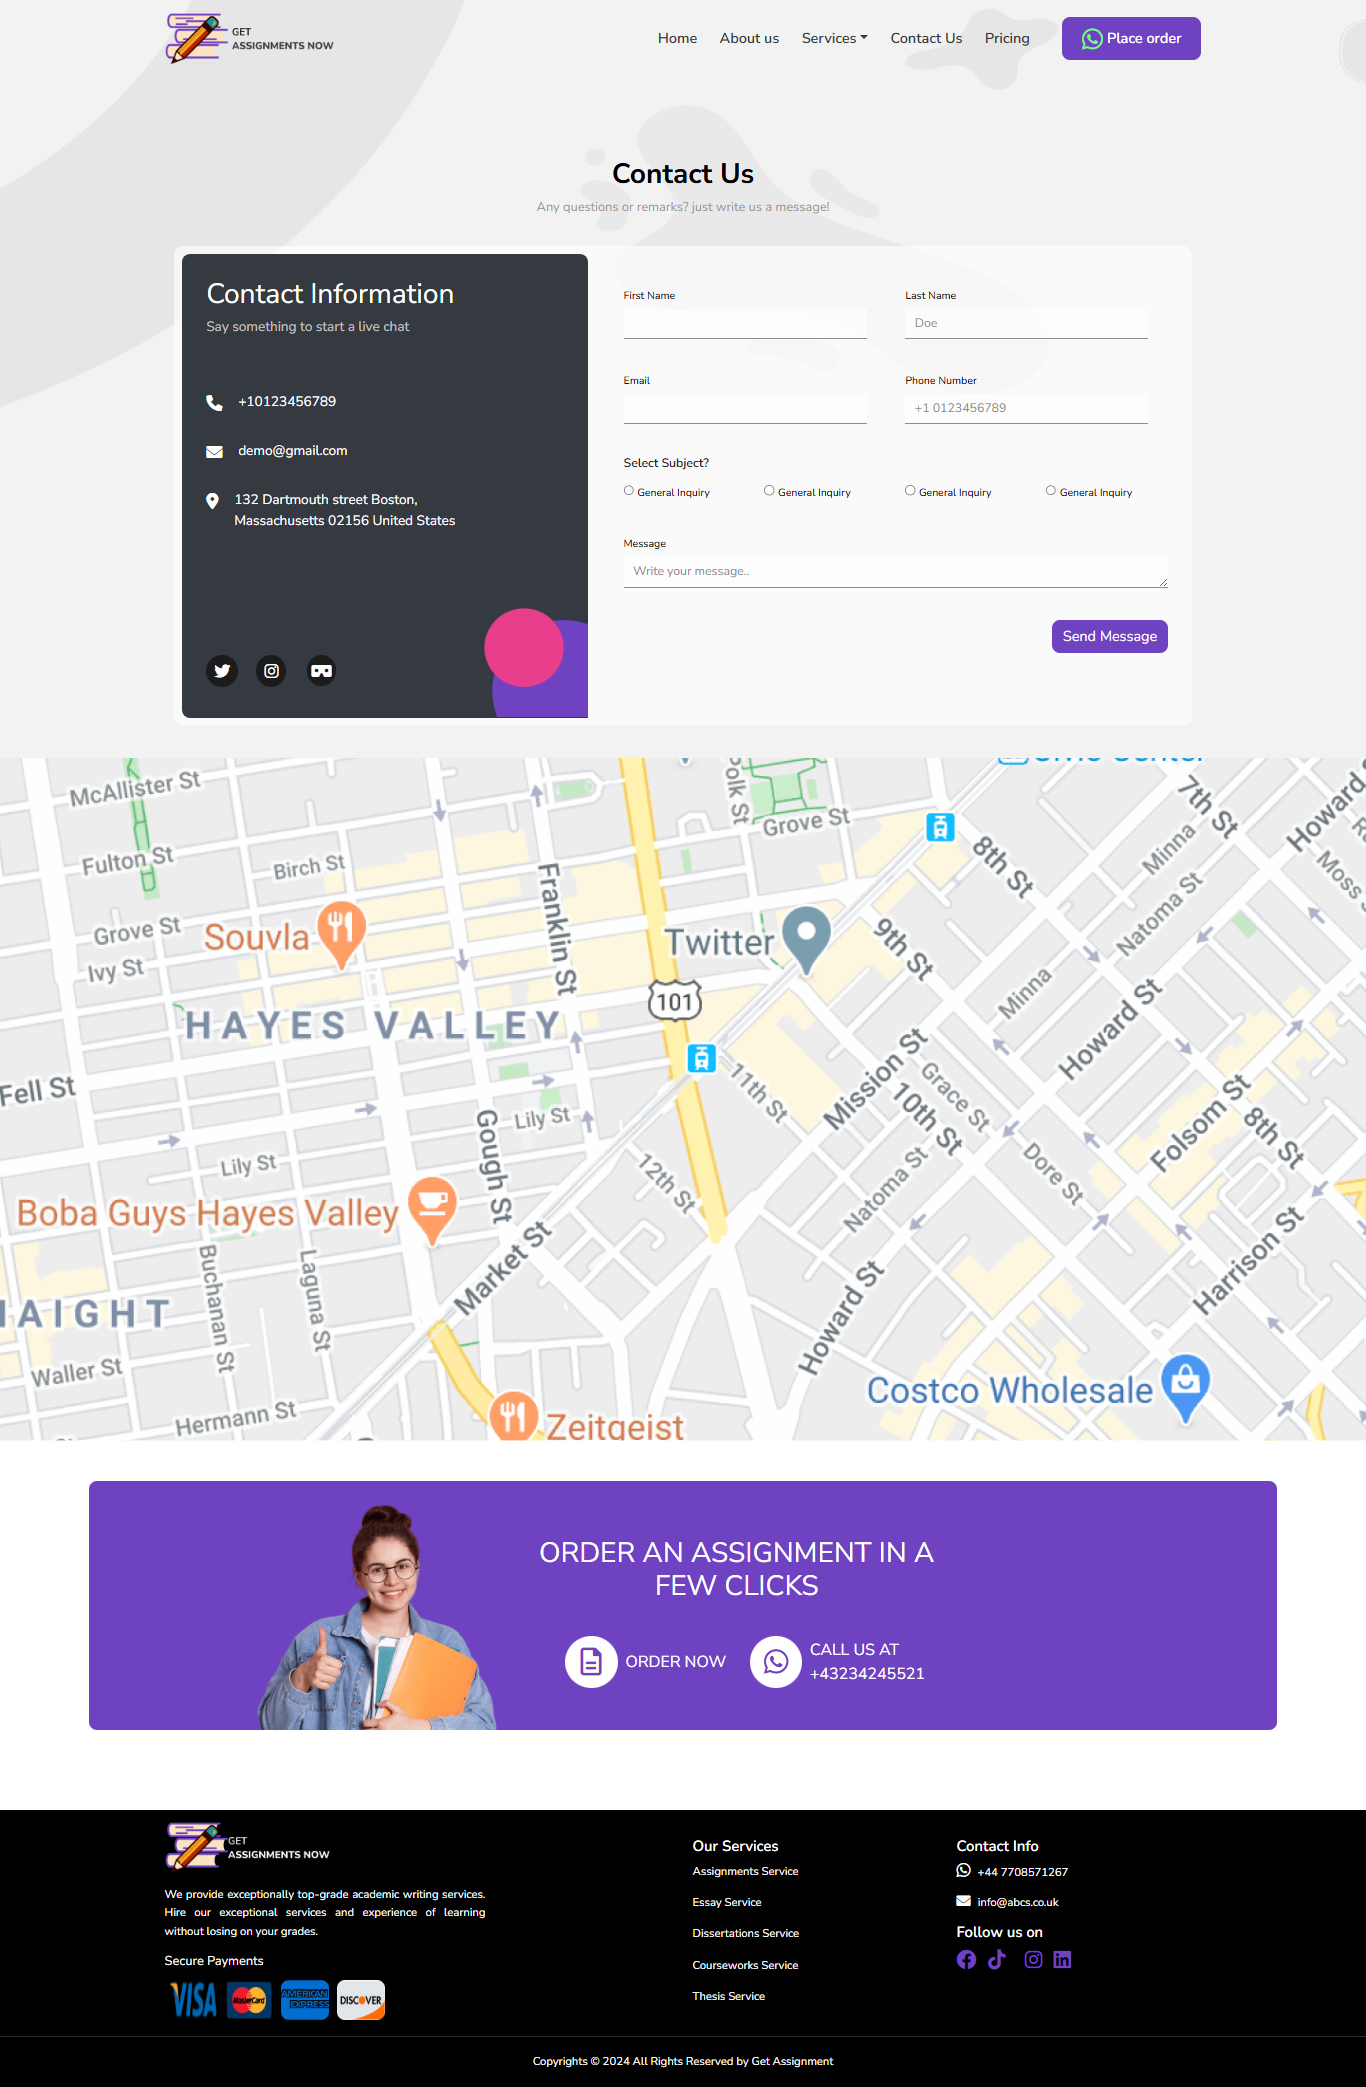 GET
ASSIGNMENTS NOW
Home
About us
Services
Contact Us
Pricing
Place order
Contact Us
Any questions or remarks? just write us a message!
Contact Information
Say something to start a live chat
+10123456789
demo@gmail.com
132 Dartmouth street Boston,
Massachusetts 02156 United States
First Name
Last Name
Doe
Email
Phone Number
+1 0123456789
Select Subject?
General Inquiry
General Inquiry
General Inquiry
General Inquiry
Message
Write your message..
Send Message
McAllister St
Polk St
Civic Center
7th St
Howard St
Fulton St
Birch St
Grove St
8th St
Minna
Moss
Natoma St
Grove St
Souvla
Franklin St
Twitter
9th St
Ivy St
101
Minna
Howard St
HAYES VALLEY
Fell St
Lily St
Gough St
11th St
Mission St
Grace St
10th St
Folsom St
8th St
Lily St
12th St
Natoma St
Dore St
Boba Guys Hayes Valley
Buchanan St
Laguna St
Market St
Howard St
Harrison St
HAIGHT
Waller St
Hermann St
Costco Wholesale
Zeitgeist
ORDER AN ASSIGNMENT IN A
FEW CLICKS
ORDER NOW
CALL US AT
+43234245521
GET
ASSIGNMENTS NOW
We provide exceptionally top-grade academic writing services.
Hire our exceptional services and experience of learning
without losing on your grades.
Secure Payments
VISA
MasterCard
AMERICAN
EXPRESS
DISCOVER
Our Services
Assignments Service
Essay Service
Dissertations Service
Courseworks Service
Thesis Service
Contact Info
+44 7708571267
info@abcs.co.uk
Follow us on
Copyrights © 2024 All Rights Reserved by Get Assignment